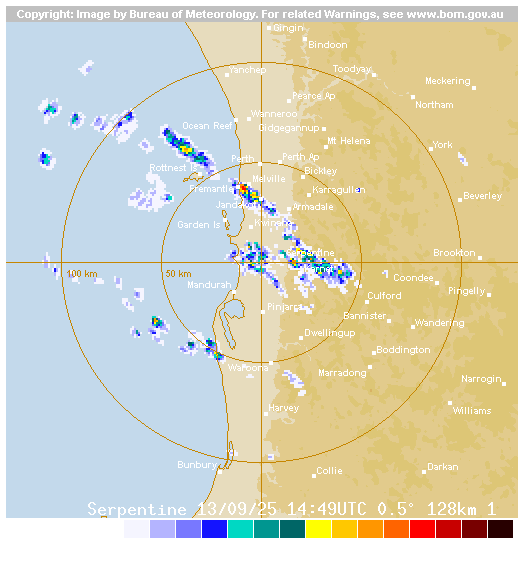 Copyright: Image by Bureau of Meteorology. For related Warnings, see www.bom.gov.au
Gingin
Bindoon
Yanchep
Toodyay
Meckering
Pearce Ap
Northam
Wanneroo
Ocean Reef
Gidgegannup
Mt Helena
York
Perth
Perth Ap
Rottnest Is
Bickley
Melville
Fremantle
Karragullen
Beverley
Jandakot
Armadale
Garden Is
Kwinana
Serpentine
Brookton
100 km
50 km
Coondee
Mandurah
Culford
Pingelly
Pinjarra
Bannister
Wandering
Dwellingup
Boddington
Waroona
Marradong
Narrogin
Harvey
Williams
Bunbury
Collie
Darkan
Serpentine 13/09/25 14:49UTC 0.5° 128km 1